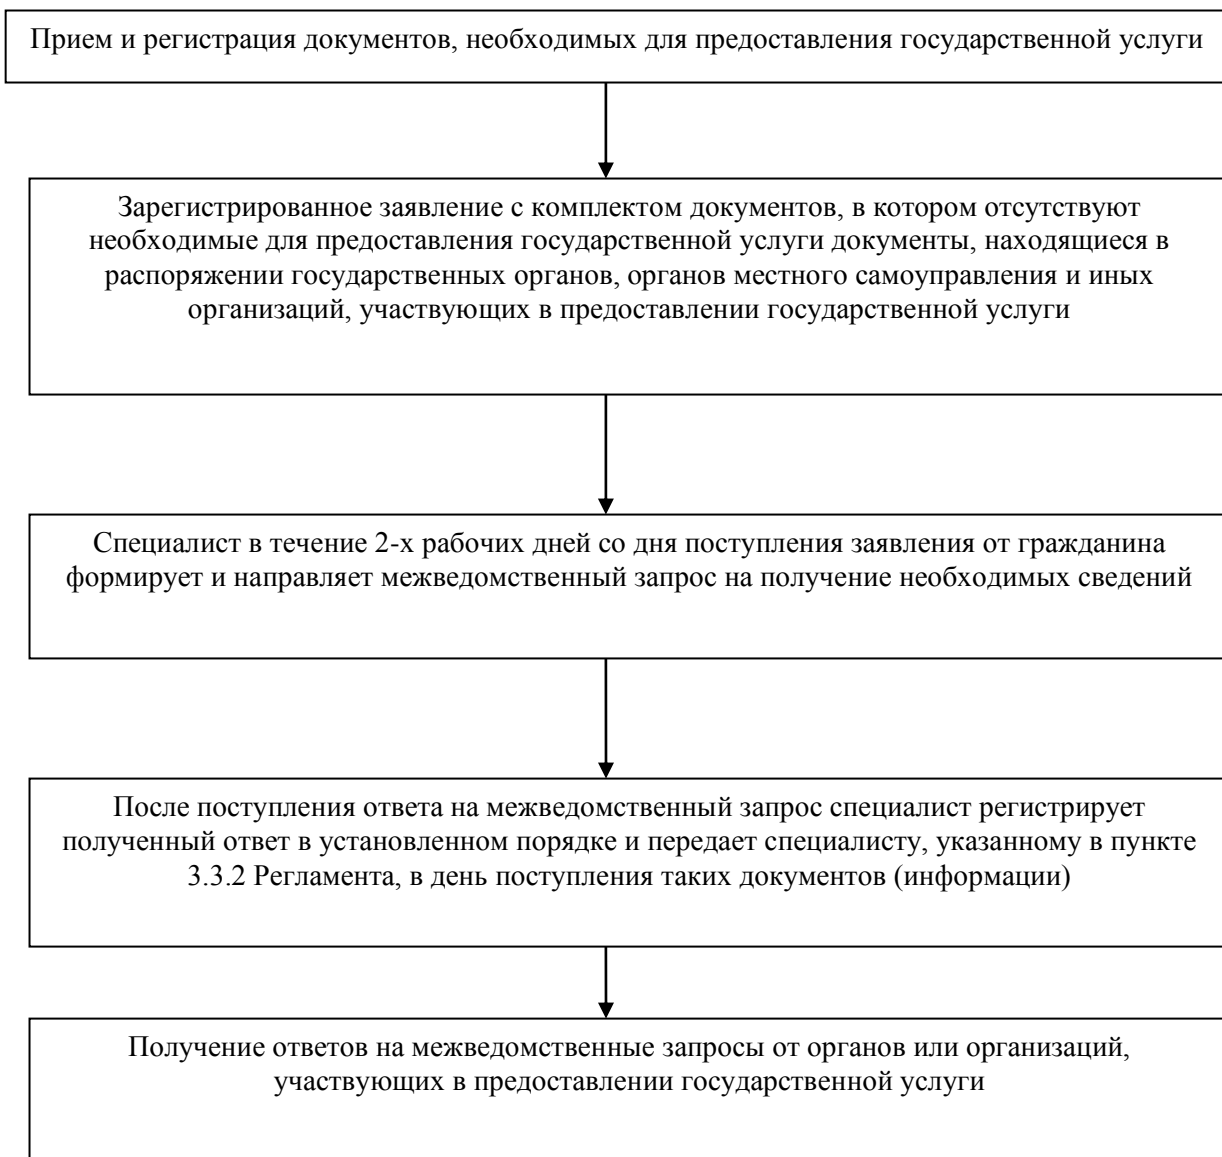 Прием и регистрация документов, необходимых для предоставления государственной услуги
Зарегистрированное заявление с комплектом документов, в котором отсутствуют
необходимые для предоставления государственной услуги документы, находящиеся в
распоряжении государственных органов, органов местного самоуправления и иных
организаций, участвующих в предоставлении государственной услуги
Специалист в течение 2-х рабочих дней со дня поступления заявления от гражданина
формирует и направляет межведомственный запрос на получение необходимых сведений
После поступления ответа на межведомственный запрос специалист регистрирует
полученный ответ в установленном порядке и передает специалисту, указанному в пункте
3.3.2 Регламента, в день поступления таких документов (информации)
Получение ответов на межведомственные запросы от органов или организаций,
участвующих в предоставлении государственной услуги